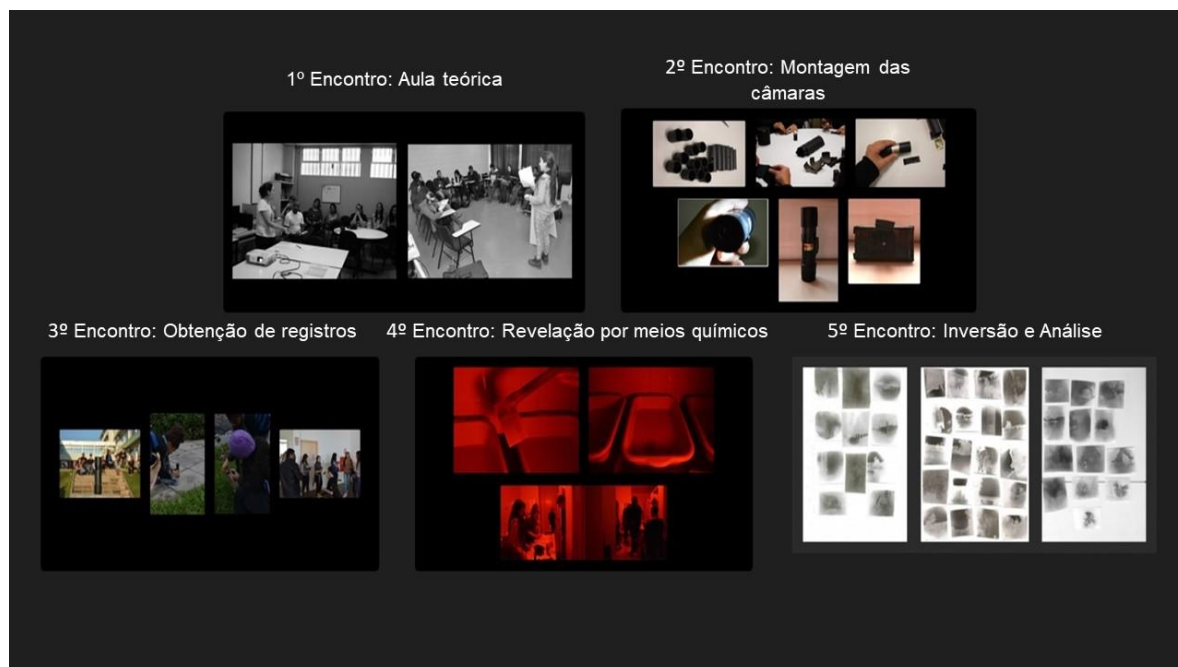 1º Encontro: Aula teórica
2º Encontro: Montagem das
câmaras
3º Encontro: Obtenção de registros
4º Encontro: Revelação por meios químicos
5º Encontro: Inversão e Análise